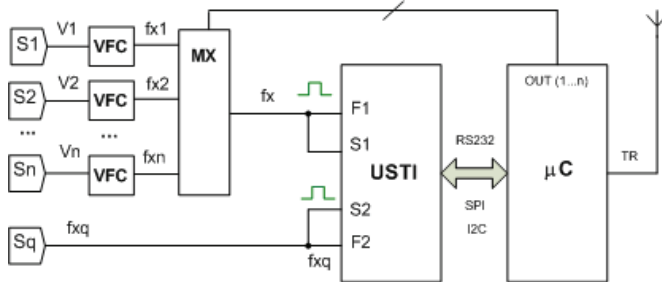 S1 V1 VFC fx1
MX
OUT (1...n)
S2 V2 VFC fx2
fx
F1
... ...
S1
RS232
Sn Vn VFC fxn
USTI
μC
TR
S2
SPI
Sq fxq
F2
I2C
fxq